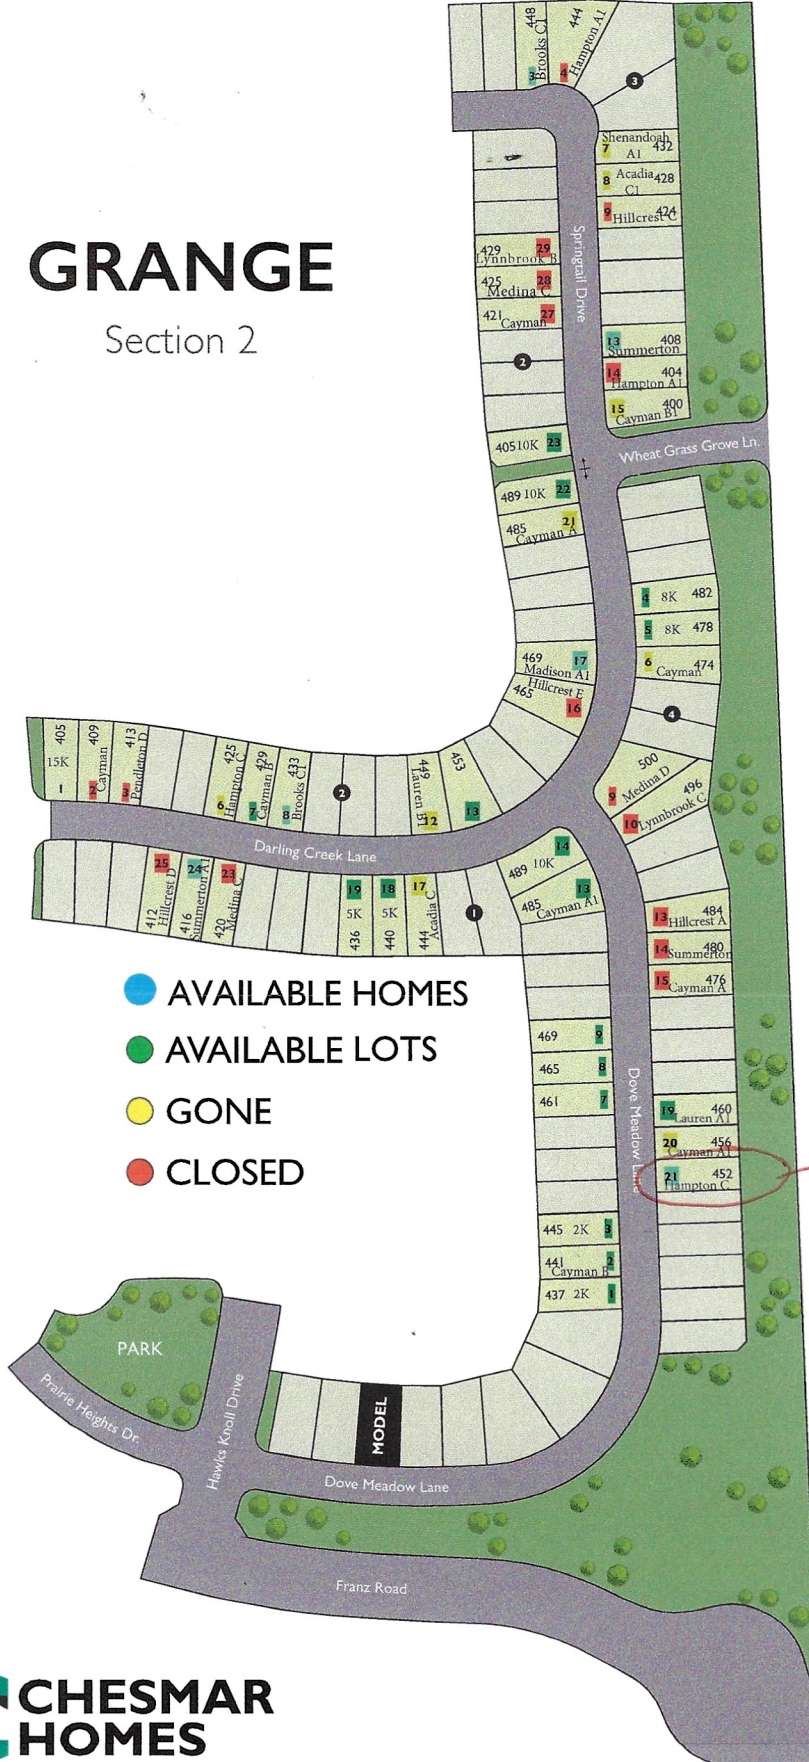 GRANGE
Section 2
448
Brooks C1
3
444
Hampton A1
4
3
Shenandoah
7
A1
432
8
Acadia
428
C1
9
424
Hillcrest C
429
29
Lynnbrook B
425
28
Medina C
421
27
Cayman
Springtail Drive
2
13
408
Summerton
14
404
Hampton A1
15
400
Cayman B1
405 10K
23
Wheat Grass Grove Ln.
489 10K
22
485
21
Cayman A
4
8K
482
5
8K
478
6
Cayman
474
469
17
Madison A1
465
Hillcrest E
16
4
405
15K
1
409
Cayman
2
413
Pendleton D
3
425
Hampton C
6
429
Cayman B
7
433
Brooks C1
8
2
449
Lauren B1
12
453
13
500
Medina D
9
496
Lynnbrook C
10
Darling Creek Lane
25
Hillcrest D
412
24
Summerton A1
416
23
Medina C
420
19
5K
436
18
5K
440
17
Acadia C
444
1
489 10K
14
485
13
Cayman A1
13
484
Hillcrest A
14
480
Summerton
15
476
Cayman A
AVAILABLE HOMES
AVAILABLE LOTS
GONE
CLOSED
469
9
465
8
461
7
Dove Meadow Lane
19
460
Lauren A1
20
456
Cayman A1
21
452
Hampton C
445 2K
3
441
2
Cayman B
437 2K
1
PARK
Prairie Heights Dr.
Hawks Knoll Drive
MODEL
Dove Meadow Lane
Franz Road
CHESMAR
HOMES